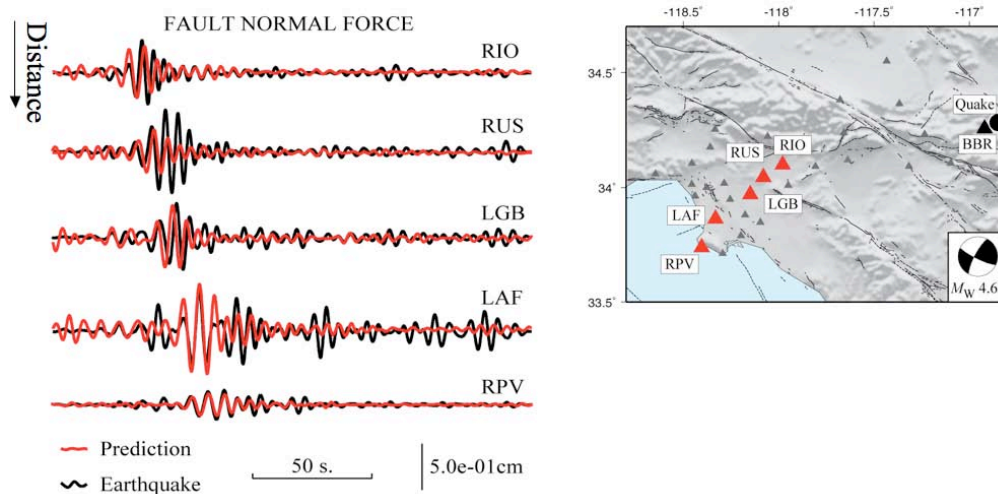 FAULT NORMAL FORCE
Distance
RIO
RUS
LGB
LAF
RPV
Prediction
Earthquake
50 s.
5.0e-01cm
-118.5˚
-118˚
-117.5˚
-117˚
34.5˚
34˚
33.5˚
Quake
BBR
RUS
RIO
LGB
LAF
RPV
Mw 4.6